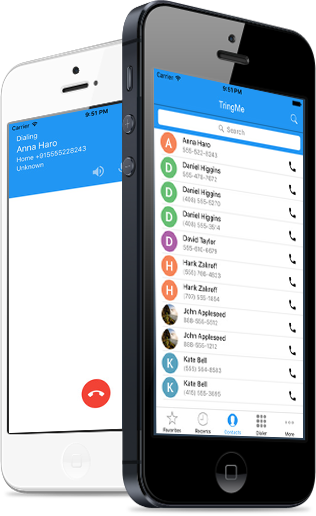 Carrier
9:51 PM
Dialing
Anna Haro
Home +915555228243
Unknown
Carrier
9:51 PM
TringMe
Search
A
Anna Haro
555-522-8243
D
Daniel Higgins
555-478-7672
D
Daniel Higgins
(408) 555-5270
D
Daniel Higgins
(408) 555-3514
D
David Taylor
555-610-6679
H
Hank Zakroff
(555) 766-4823
H
Hank Zakroff
(707) 555-1854
John Appleseed
888-555-5512
John Appleseed
888-555-1212
K
Kate Bell
(555) 564-8583
K
Kate Bell
(415) 555-3695
Favorites
Recents
Contacts
Dialer
More